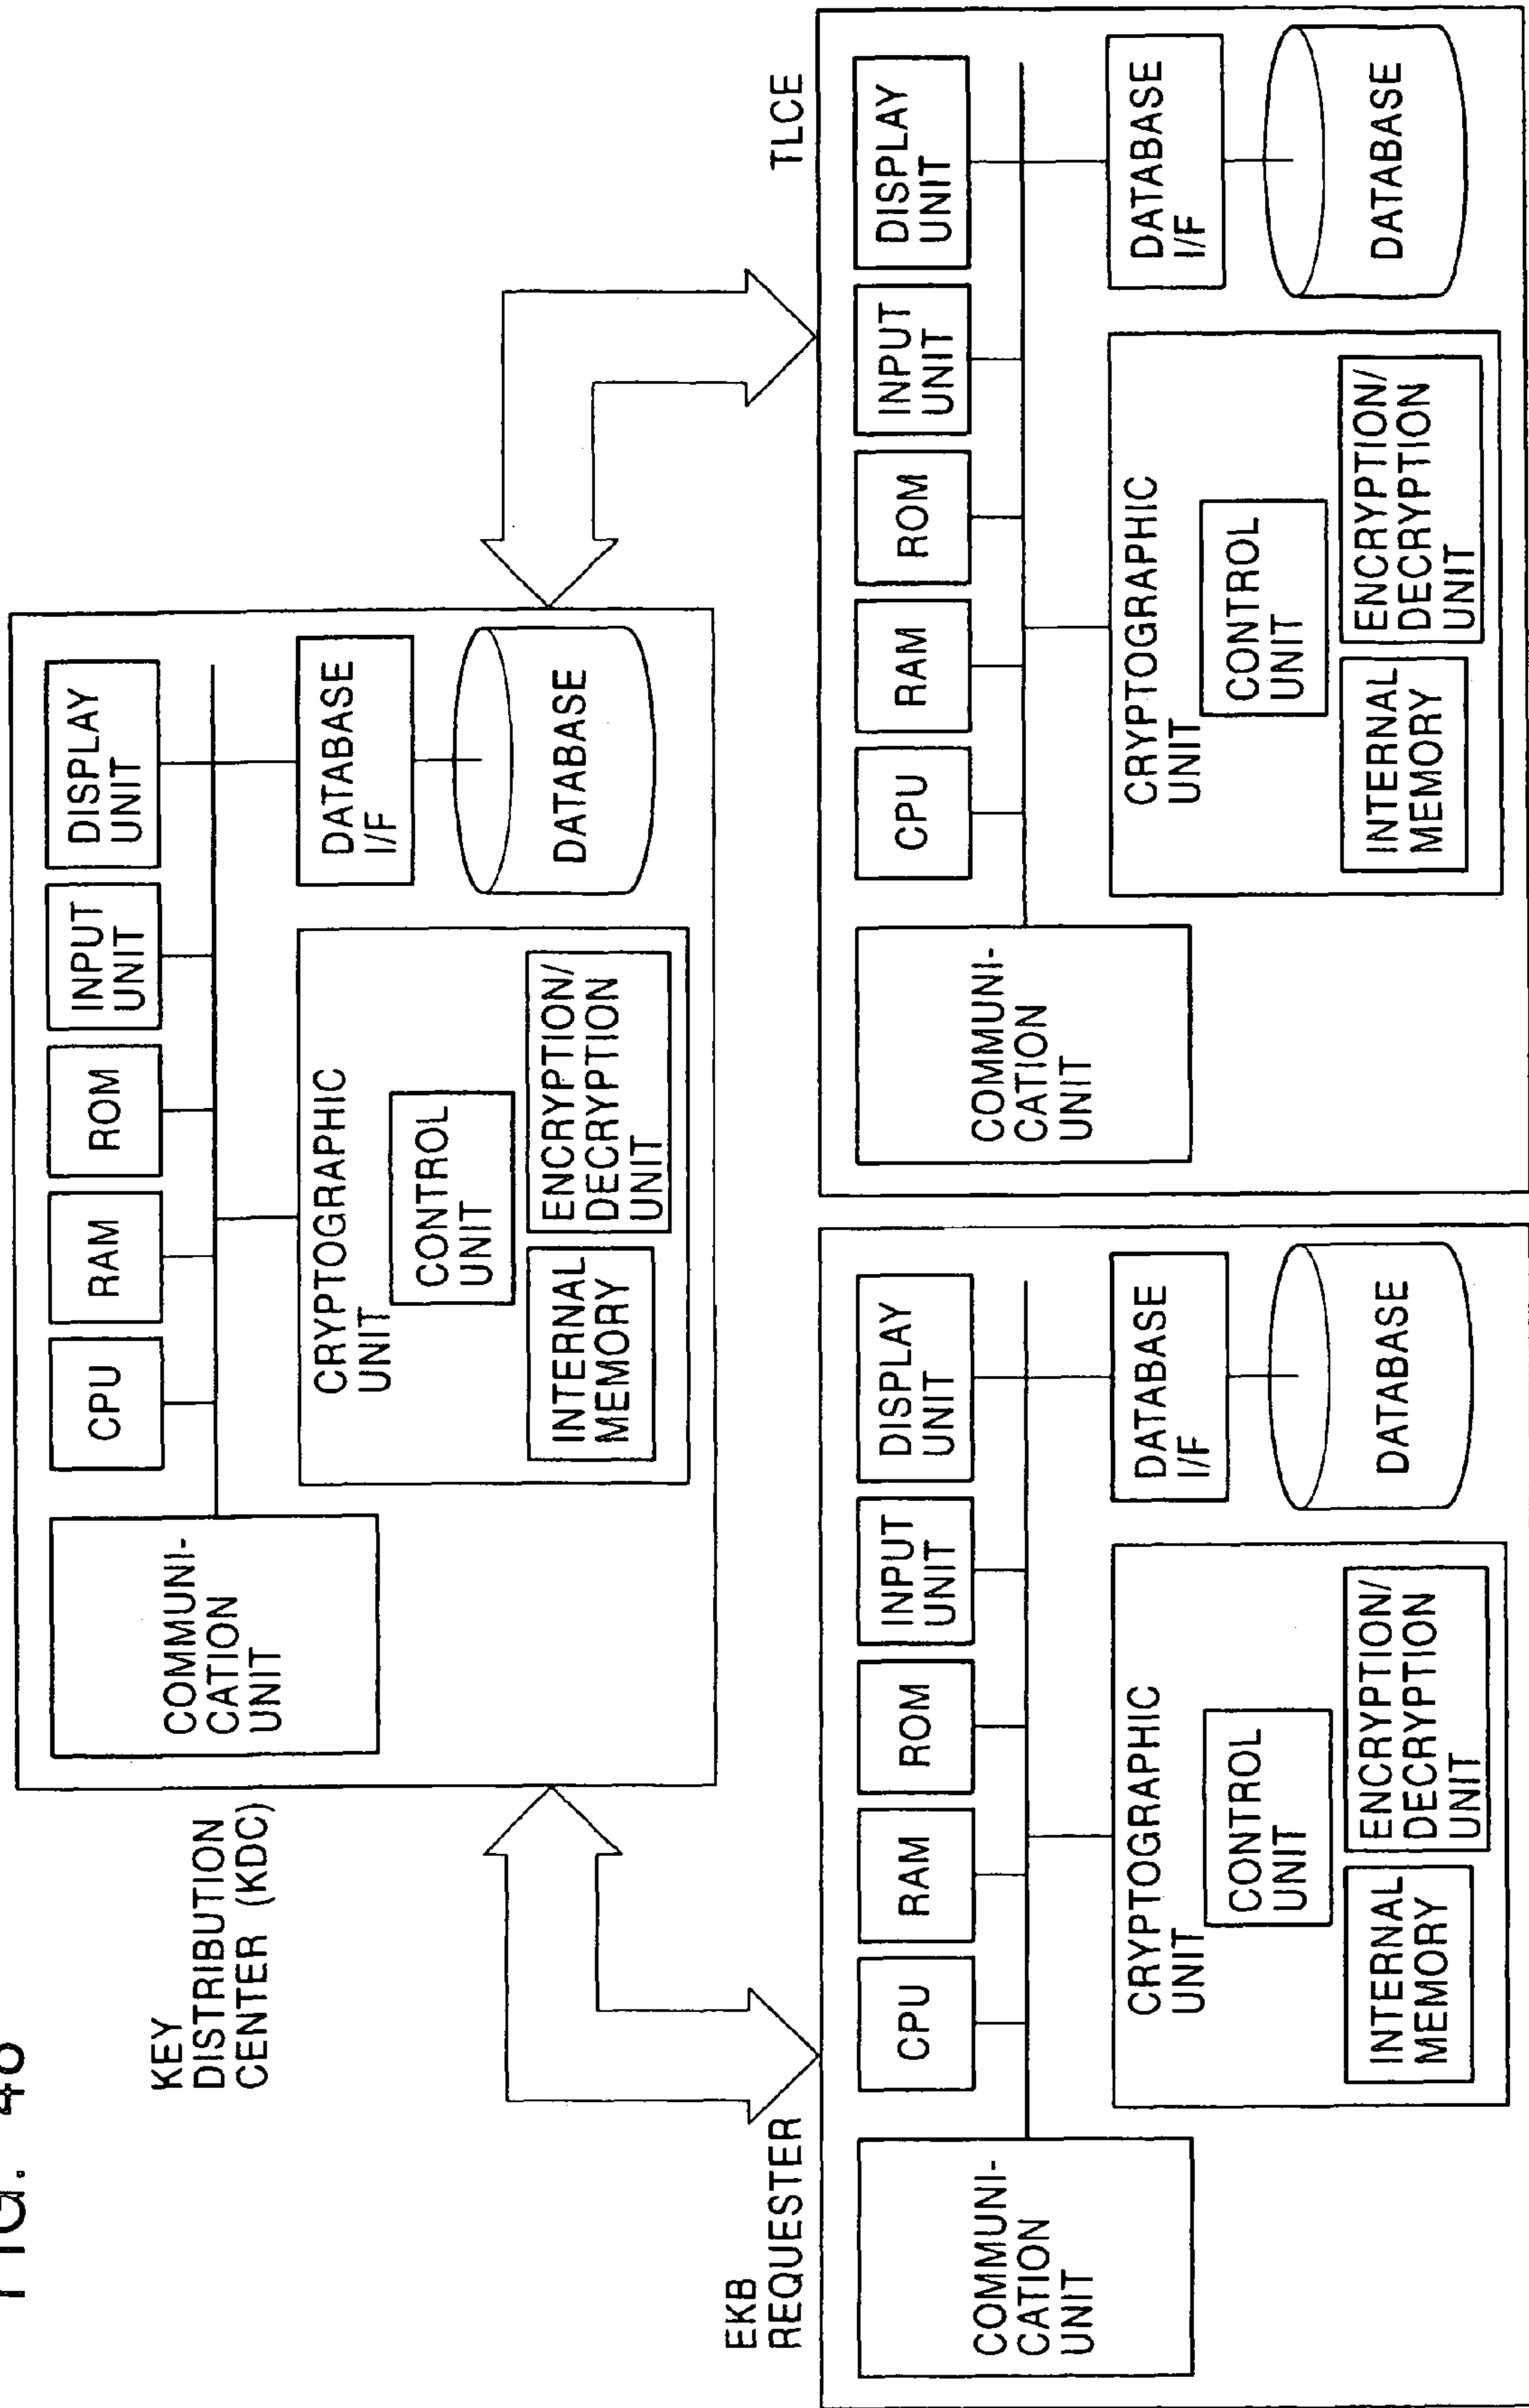 FIG.
KEY
DISTRIBUTION
CENTER (KDC)
COMMUNI-
CATION
UNIT
CPU
RAM
ROM
INPUT
UNIT
DISPLAY
UNIT
CRYPTOGRAPHIC
UNIT
CONTROL
UNIT
INTERNAL
MEMORY
ENCRYPTION/
DECRYPTION
UNIT
DATABASE
I/F
DATABASE
EKB
REQUESTER
COMMUNI-
CATION
UNIT
CPU
RAM
ROM
INPUT
UNIT
DISPLAY
UNIT
CRYPTOGRAPHIC
UNIT
CONTROL
UNIT
INTERNAL
MEMORY
ENCRYPTION/
DECRYPTION
UNIT
DATABASE
I/F
DATABASE
TLCE
COMMUNI-
CATION
UNIT
CPU
RAM
ROM
INPUT
UNIT
DISPLAY
UNIT
CRYPTOGRAPHIC
UNIT
CONTROL
UNIT
INTERNAL
MEMORY
ENCRYPTION/
DECRYPTION
UNIT
DATABASE
I/F
DATABASE